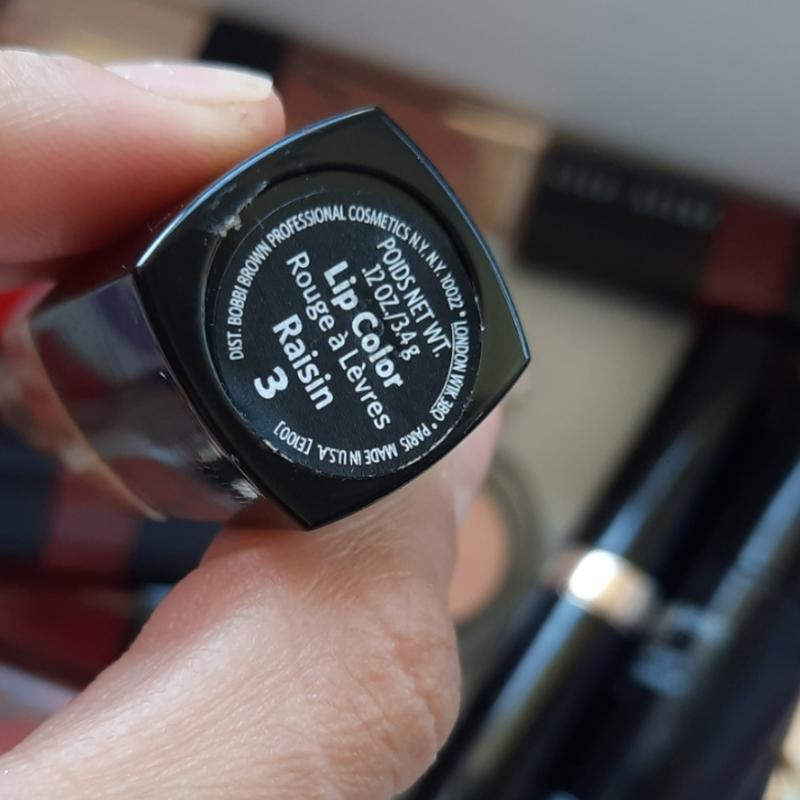 DIST. BOBBI BROWN PROFESSIONAL COSMETICS N.Y. N.Y. 10022 • LONDON W1K 3BQ • PARIS MADE IN U.S.A. [E100]
POIDS NET WT.
.12 OZ./3.4 g
Lip Color
Rouge à Lèvres
Raisin
3